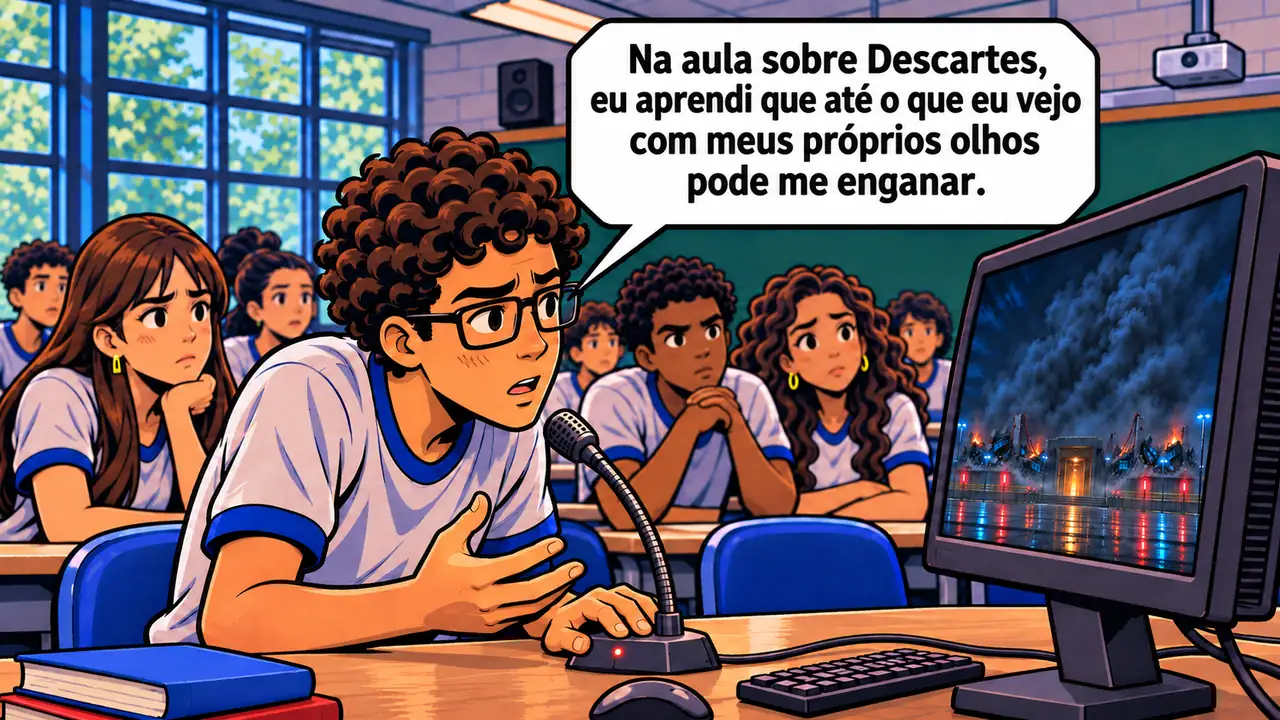 Na aula sobre Descartes,
eu aprendi que até o que eu vejo
com meus próprios olhos
pode me enganar.